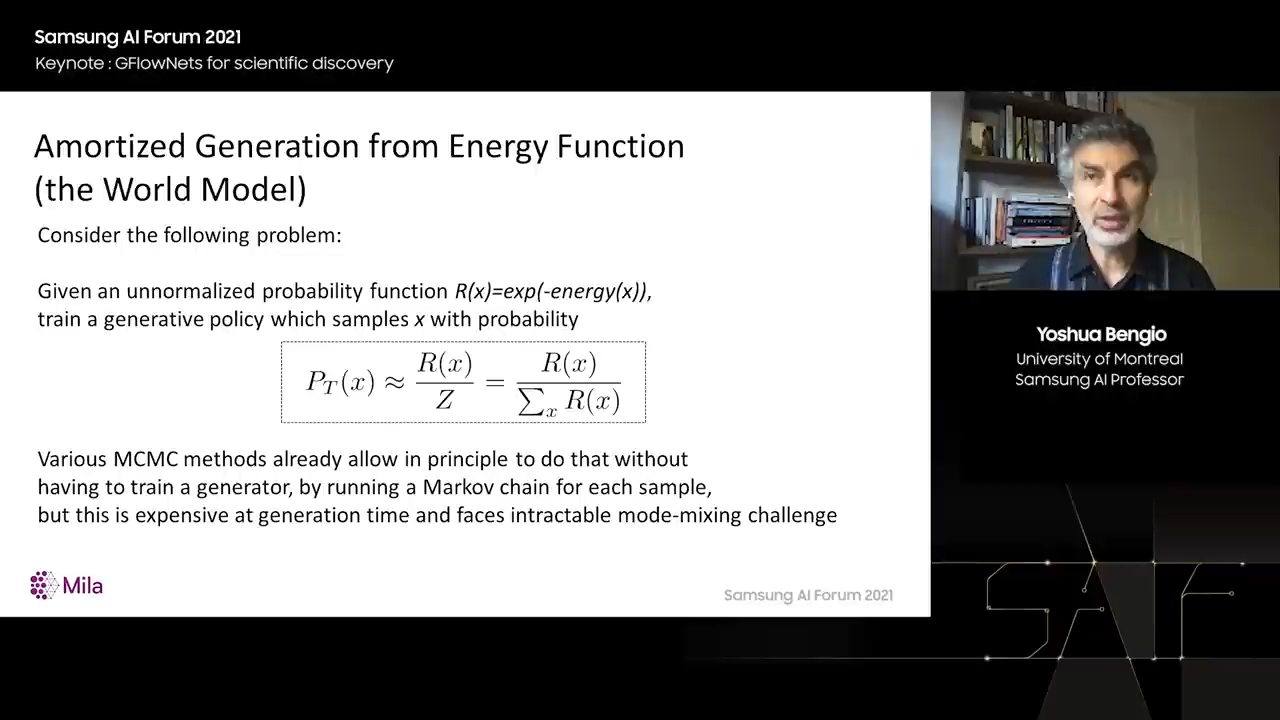 Samsung AI Forum 2021
Keynote : GFlowNets for scientific discovery
Amortized Generation from Energy Function
(the World Model)
Consider the following problem:
Given an unnormalized probability function R(x)=exp(-energy(x)),
train a generative policy which samples x with probability
P_T(x) ≈ R(x)/Z = R(x)/∑_x R(x)
Various MCMC methods already allow in principle to do that without
having to train a generator, by running a Markov chain for each sample,
but this is expensive at generation time and faces intractable mode-mixing challenge
Mila
Samsung AI Forum 2021
Yoshua Bengio
University of Montreal
Samsung AI Professor
SAF